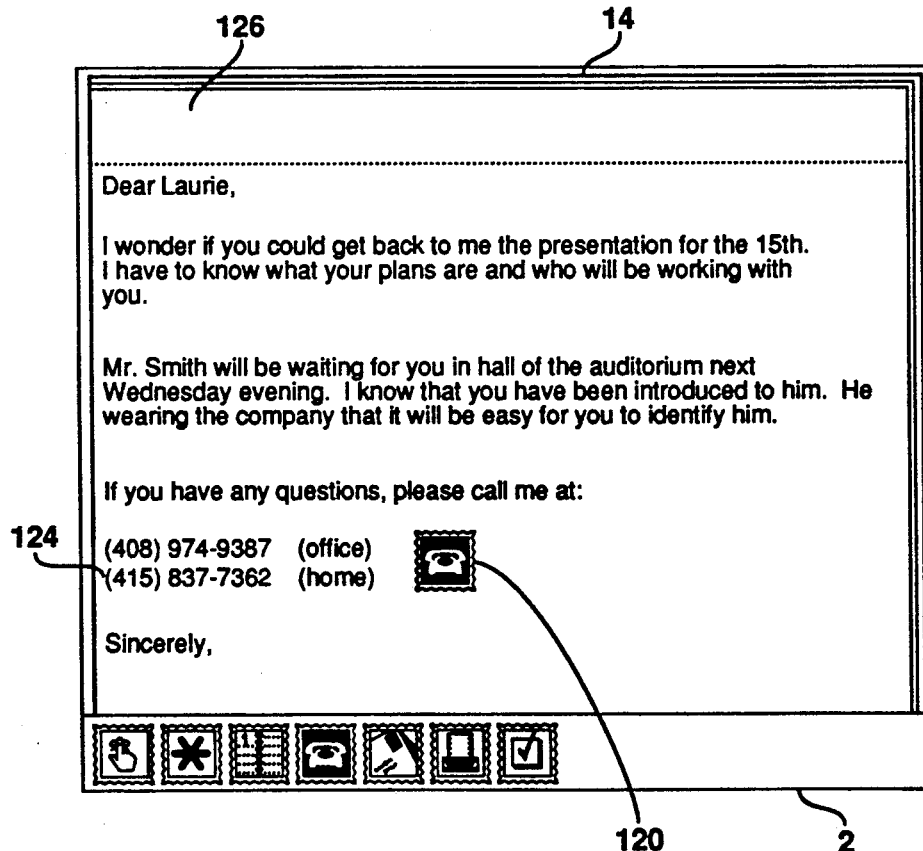 126
14
Dear Laurie,
I wonder if you could get back to me the presentation for the 15th.
I have to know what your plans are and who will be working with
you.
Mr. Smith will be waiting for you in hall of the auditorium next
Wednesday evening. I know that you have been introduced to him. He
wearing the company that it will be easy for you to identify him.
If you have any questions, please call me at:
124
(408) 974-9387 (office)
(415) 837-7362 (home)
Sincerely,
120
2